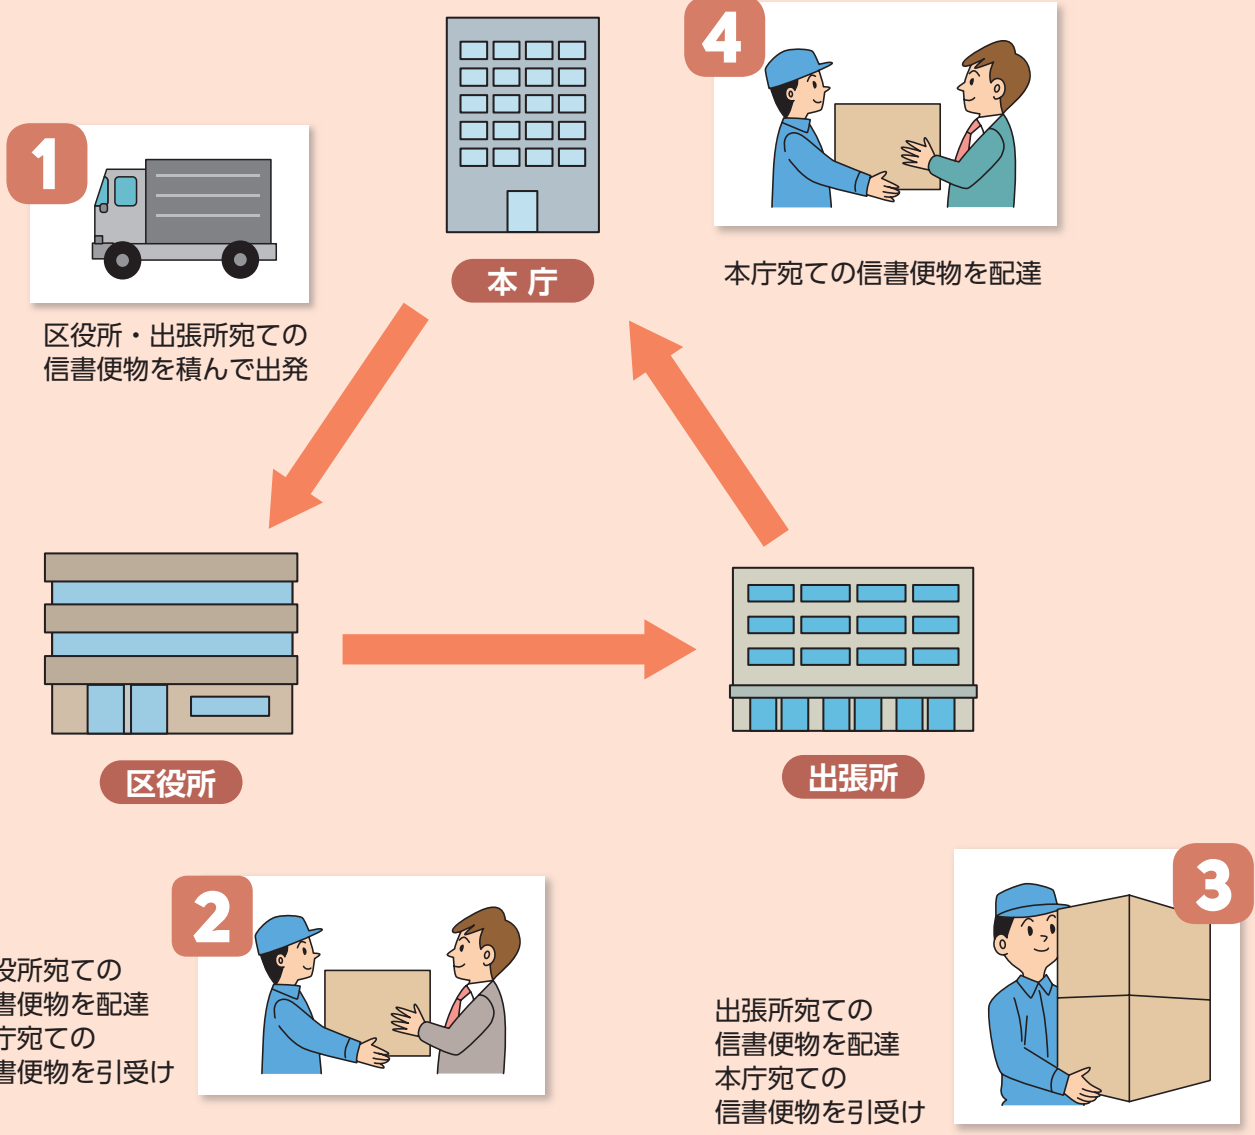 1
区役所・出張所宛ての
信書便物を積んで出発
本庁
4
本庁宛ての信書便物を配達
区役所
出張所
2
役所宛ての
書便物を配達
庁宛ての
書便物を引受け
3
出張所宛ての
信書便物を配達
本庁宛ての
信書便物を引受け